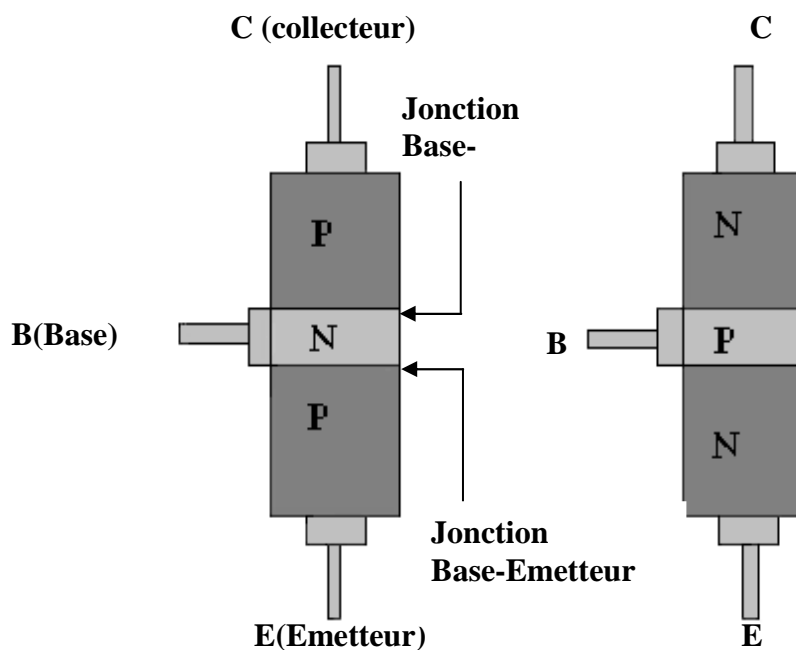 C (collecteur)
C
Jonction
Base-
P
N
B(Base)
N
B
P
P
N
Jonction
Base-Emetteur
E(Emetteur)
E